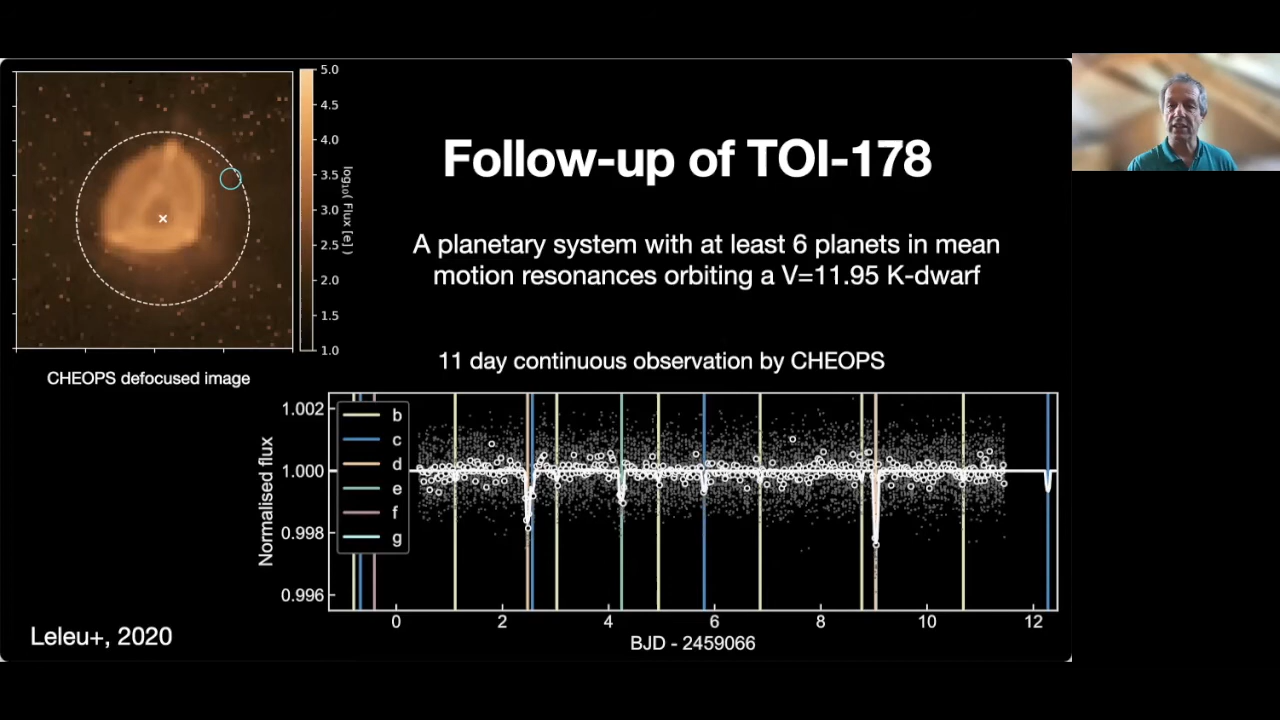 5.0
4.5
4.0
3.5
3.0
2.5
2.0
1.5
1.0
log10( Flux [e] )
CHEOPS defocused image
Follow-up of TOI-178
A planetary system with at least 6 planets in mean
motion resonances orbiting a V=11.95 K-dwarf
11 day continuous observation by CHEOPS
1.002
1.000
0.998
0.996
Normalised flux
b
c
d
e
f
g
0 2 4 6 8 10 12
BJD - 2459066
Leleu+, 2020